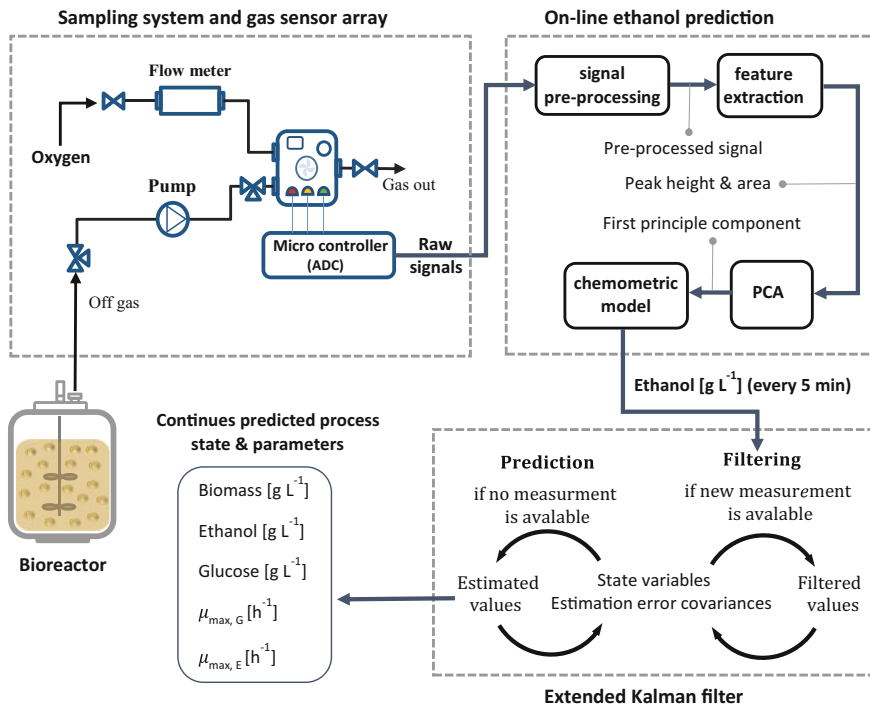 Sampling system and gas sensor array
Flow meter
Oxygen
Pump
Gas out
Micro controller
(ADC)
Raw
signals
Off gas
Bioreactor
On-line ethanol prediction
signal
pre-processing
feature
extraction
Pre-processed signal
Peak height & area
First principle component
chemometric
model
PCA
Ethanol [g L⁻¹] (every 5 min)
Continues predicted process
state & parameters
Biomass [g L⁻¹]
Ethanol [g L⁻¹]
Glucose [g L⁻¹]
μmax, G [h⁻¹]
μmax, E [h⁻¹]
Prediction
if no measurment
is avalable
Filtering
if new measurement
is avalable
Estimated
values
State variables
Estimation error covariances
Filtered
values
Extended Kalman filter